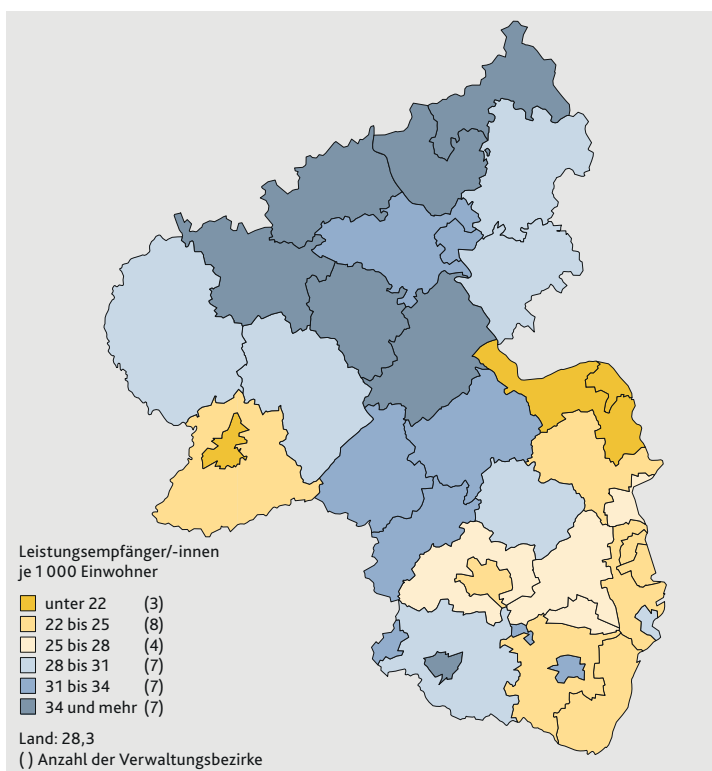 Leistungsempfänger/-innen
je 1 000 Einwohner
unter 22 (3)
22 bis 25 (8)
25 bis 28 (4)
28 bis 31 (7)
31 bis 34 (7)
34 und mehr (7)
Land: 28,3
( ) Anzahl der Verwaltungsbezirke